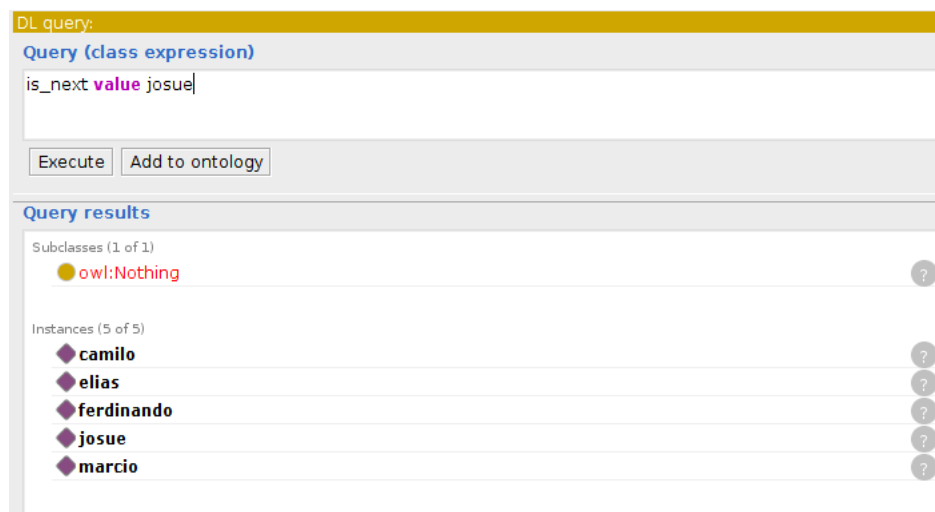 DL query:
Query (class expression)
is_next value josue
Execute Add to ontology
Query results
Subclasses (1 of 1)
owl:Nothing
?
Instances (5 of 5)
camilo
?
elias
?
ferdinando
?
josue
?
marcio
?